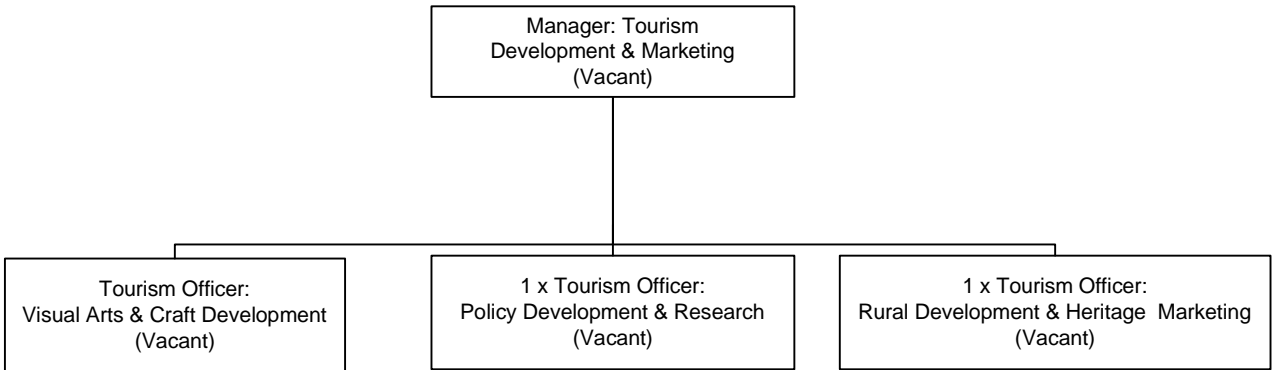 Manager: Tourism
Development & Marketing
(Vacant)
Tourism Officer:
Visual Arts & Craft Development
(Vacant)
1 x Tourism Officer:
Policy Development & Research
(Vacant)
1 x Tourism Officer:
Rural Development & Heritage  Marketing
(Vacant)